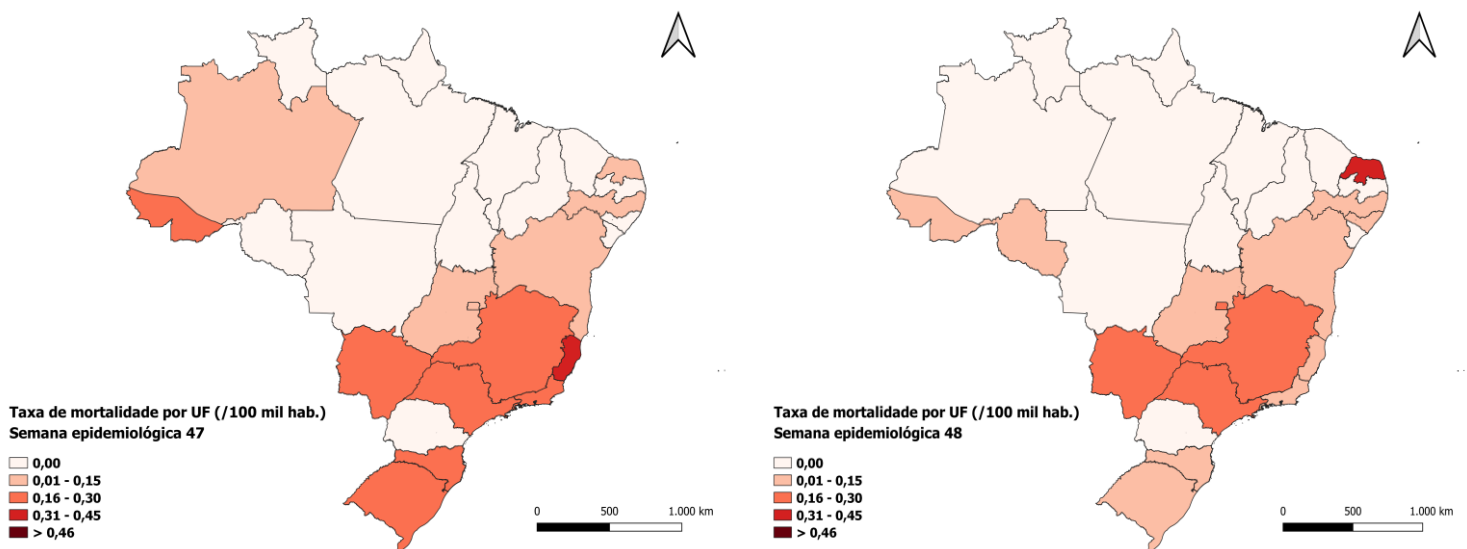 Taxa de mortalidade por UF (/100 mil hab.)
Semana epidemiológica 47
0,00
0,01 - 0,15
0,16 - 0,30
0,31 - 0,45
> 0,46
0 500 1.000 km
Taxa de mortalidade por UF (/100 mil hab.)
Semana epidemiológica 48
0,00
0,01 - 0,15
0,16 - 0,30
0,31 - 0,45
> 0,46
0 500 1.000 km